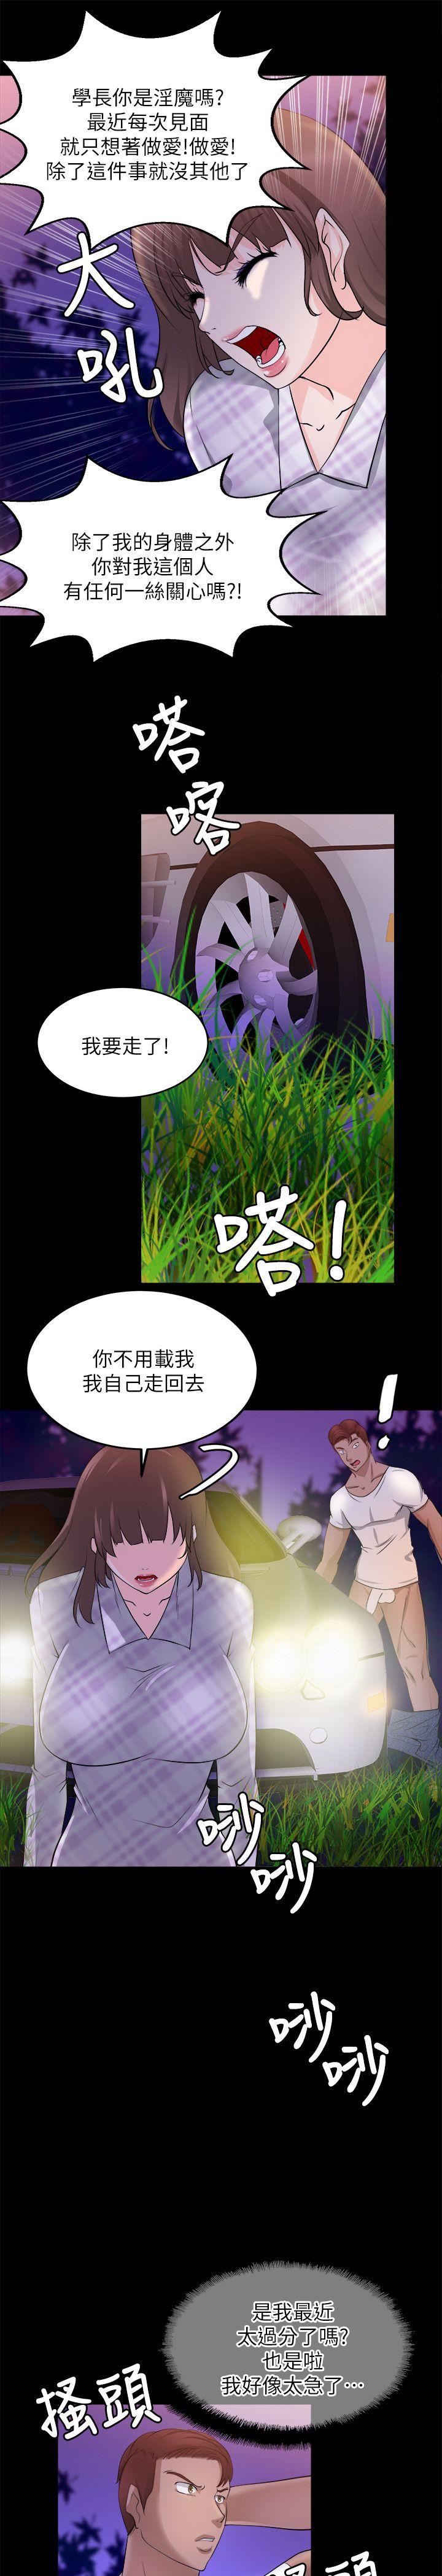 學長你是淫魔嗎?
最近每次見面
就只想著做愛!做愛!
除了這件事就沒其他了
大
吼
除了我的身體之外
你對我這個人
有任何一絲關心嗎?!
嗒
喀
我要走了!
嗒!
你不用載我
我自己走回去
!
唦
唦
唦
唦
是我最近
太過分了嗎?
也是啦
我好像太急了…
搔頭